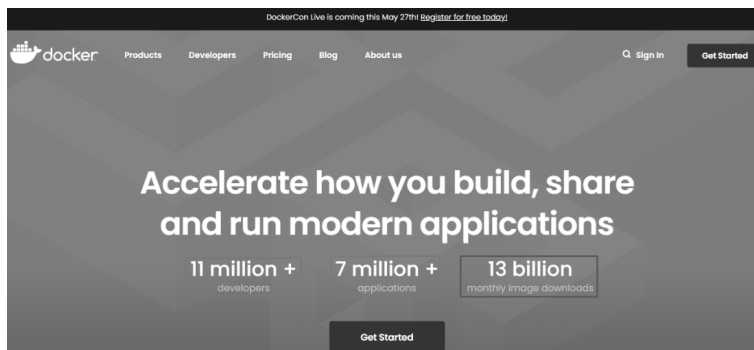 DockerCon Live is coming this May 27th! Register for free today!
docker Products Developers Pricing Blog About us Sign In Get Started
Accelerate how you build, share
and run modern applications
11 million + 7 million + 13 billion
developers applications monthly image downloads
Get Started